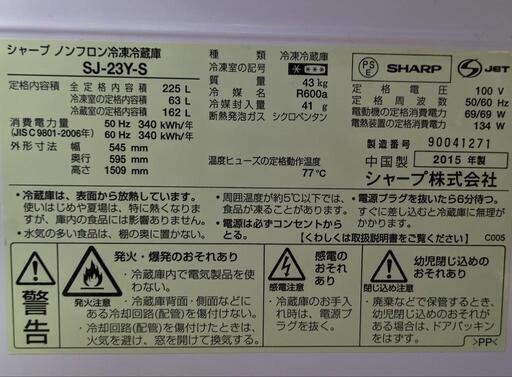 シャープ ノンフロン冷凍冷蔵庫
SJ-23Y-S
定格内容積 全定格内容積 225 L
冷凍室の定格内容積 63 L
冷蔵室の定格内容積 162 L
消費電力量 50 Hz 340 kWh/年
(JIS C 9801-2006年) 60 Hz 340 kWh/年
外形寸法 幅 545 mm
奥行 595 mm
高さ 1509 mm
種類 冷凍冷蔵庫
冷凍室の記号
質量 43 kg
冷媒名 R600a
冷媒封入量 41 g
断熱発泡ガス シクロペンタン
温度ヒューズの定格動作温度
77℃
PSE SHARP S JET
定格電圧 100 V
定格周波数 50/60 Hz
電動機の定格消費電力 69/69 W
電熱装置の定格消費電力 134 W
製造番号 90041271
中国製 2015 年製
シャープ株式会社
・冷蔵庫は、表面から放熱しています。
使いはじめや夏場は、特に熱く感じられま
すが、庫内の食品には影響ありません。
・水気の多い食品は、棚の奥に置くと凍り
ます。
・周囲温度が約5℃以下では、
食品が凍ることがあります。
・電源は必ずコンセントから
とる。
・電源プラグを抜いたら6分待つ。
すぐに差し込むと冷蔵庫に無理が
かかります。
【くわしくは取扱説明書をご覧ください】 C005
警告
発火・爆発のおそれあり
発火注意
・冷蔵庫内で電気製品を使
わない。
・冷蔵庫背面・側面などにあ
る冷却回路(配管)を傷つけない。
・冷却回路(配管)を傷つけたときは、
火気を避け、窓を開けて換気する。
感電の
おそれあり
感電注意
・冷蔵庫のお手入
れ時は、電源
プラグを抜く。
幼児閉じ込めの
おそれあり
閉じ込め注意
・廃棄などで保管するとき、
幼児閉じ込めのおそれが
ある場合は、ドアパッキン
をはずす。
>PP<